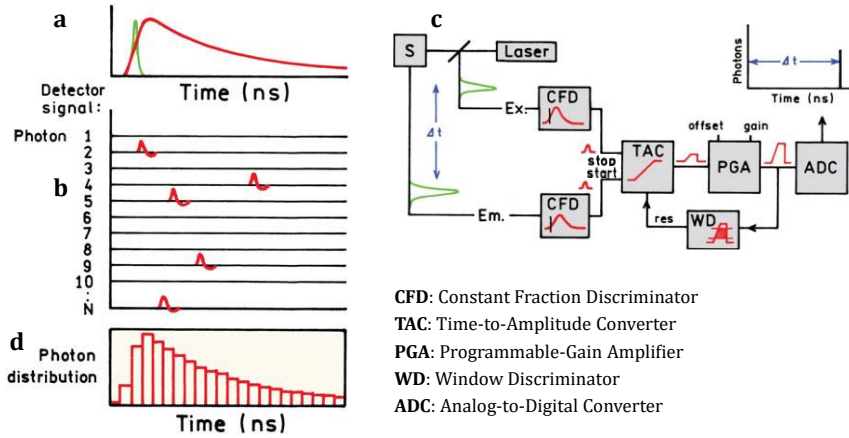 a
Time (ns)
Detector
signal:
Photon 1
2
3
b
4
5
6
7
8
9
10
:
N
d
Photon
distribution
Time (ns)
c
S
Laser
Photons
Δt
Time (ns)
Ex.
CFD
Δt
offset
gain
stop
start
TAC
PGA
ADC
Em.
CFD
res
WD
CFD: Constant Fraction Discriminator
TAC: Time-to-Amplitude Converter
PGA: Programmable-Gain Amplifier
WD: Window Discriminator
ADC: Analog-to-Digital Converter